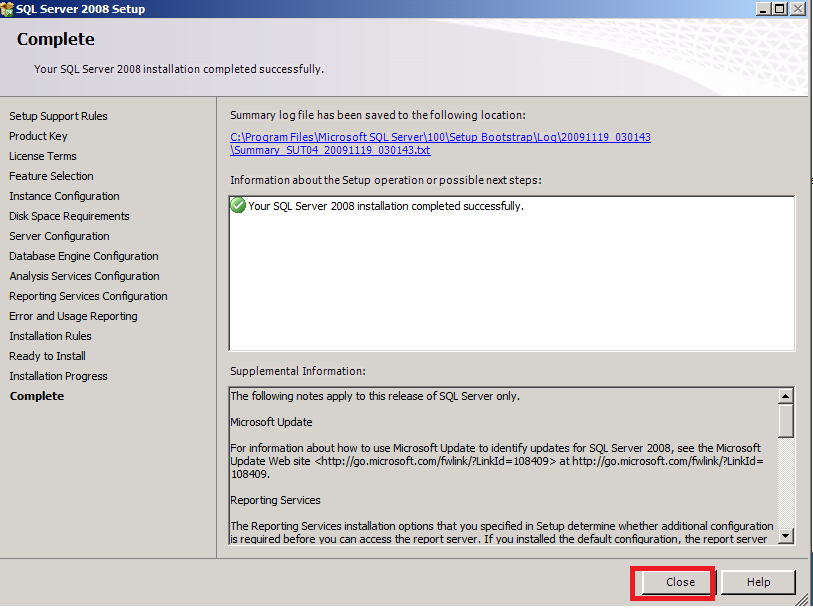 SQL Server 2008 Setup
Complete
Your SQL Server 2008 installation completed successfully.
Setup Support Rules
Product Key
License Terms
Feature Selection
Instance Configuration
Disk Space Requirements
Server Configuration
Database Engine Configuration
Analysis Services Configuration
Reporting Services Configuration
Error and Usage Reporting
Installation Rules
Ready to Install
Installation Progress
Complete
Summary log file has been saved to the following location:
C:\Program Files\Microsoft SQL Server\100\Setup Bootstrap\Log\20091119_030143
\Summary_SUT04_20091119_030143.txt
Information about the Setup operation or possible next steps:
Your SQL Server 2008 installation completed successfully.
Supplemental Information:
The following notes apply to this release of SQL Server only.
Microsoft Update
For information about how to use Microsoft Update to identify updates for SQL Server 2008, see the Microsoft
Update Web site <http://go.microsoft.com/fwlink/?LinkId=108409> at http://go.microsoft.com/fwlink/?LinkId=
108409.
Reporting Services
The Reporting Services installation options that you specified in Setup determine whether additional configuration
is required before you can access the report server. If you installed the default configuration, the report server
Close
Help